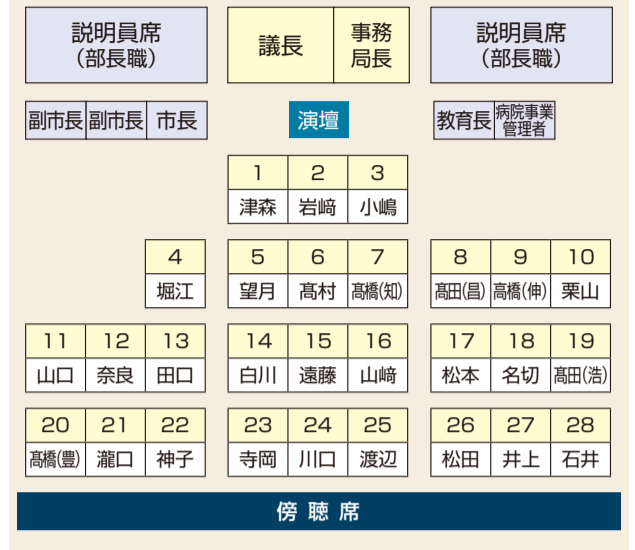 説明員席
（部長職）
議長
事務
局長
説明員席
（部長職）
副市長 副市長 市長
演壇
教育長
病院事業
管理者
1 2 3
津森 岩﨑 小嶋
4 5 6 7 8 9 10
堀江 望月 髙村 髙橋(知) 髙田(昌) 高橋(伸) 栗山
11 12 13 14 15 16 17 18 19
山口 奈良 田口 白川 遠藤 山﨑 松本 名切 髙田(浩)
20 21 22 23 24 25 26 27 28
髙橋(豊) 瀧口 神子 寺岡 川口 渡辺 松田 井上 石井
傍聴席